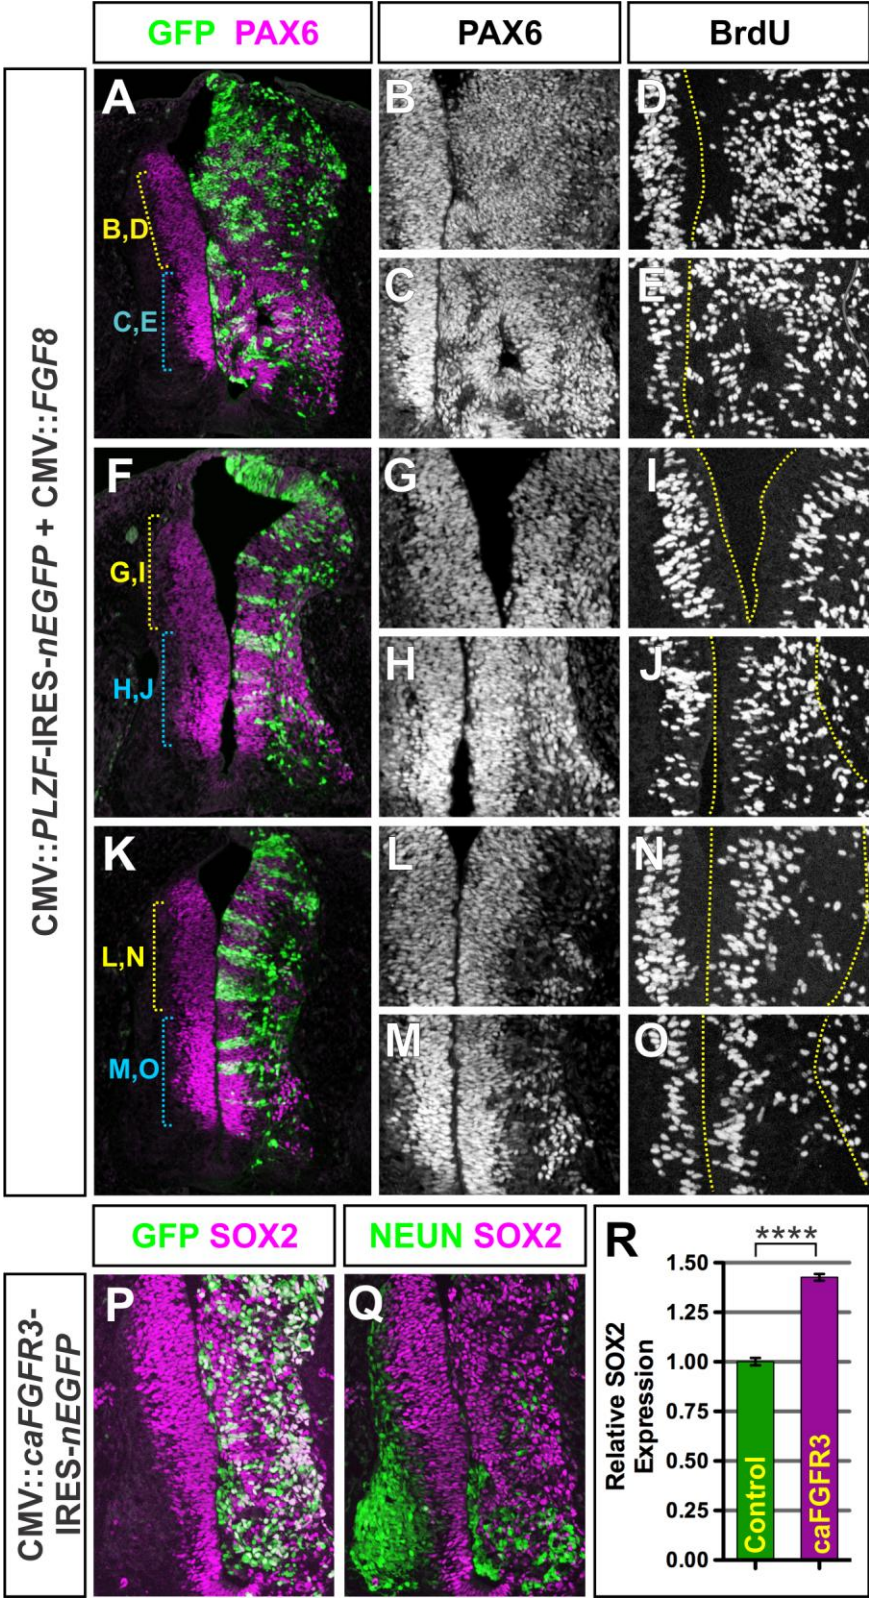 GFP PAX6
PAX6
BrdU
CMV::PLZF-IRES-nEGFP + CMV::FGF8
A
B,D
C,E
B
D
C
E
F
G,I
H,J
G
I
H
J
K
L,N
M,O
L
N
M
O
CMV::caFGFR3-
IRES-nEGFP
GFP SOX2
NEUN SOX2
P
Q
R
****
Relative SOX2
Expression
1.50
1.25
1.00
0.75
0.50
0.25
0.00
Control
caFGFR3